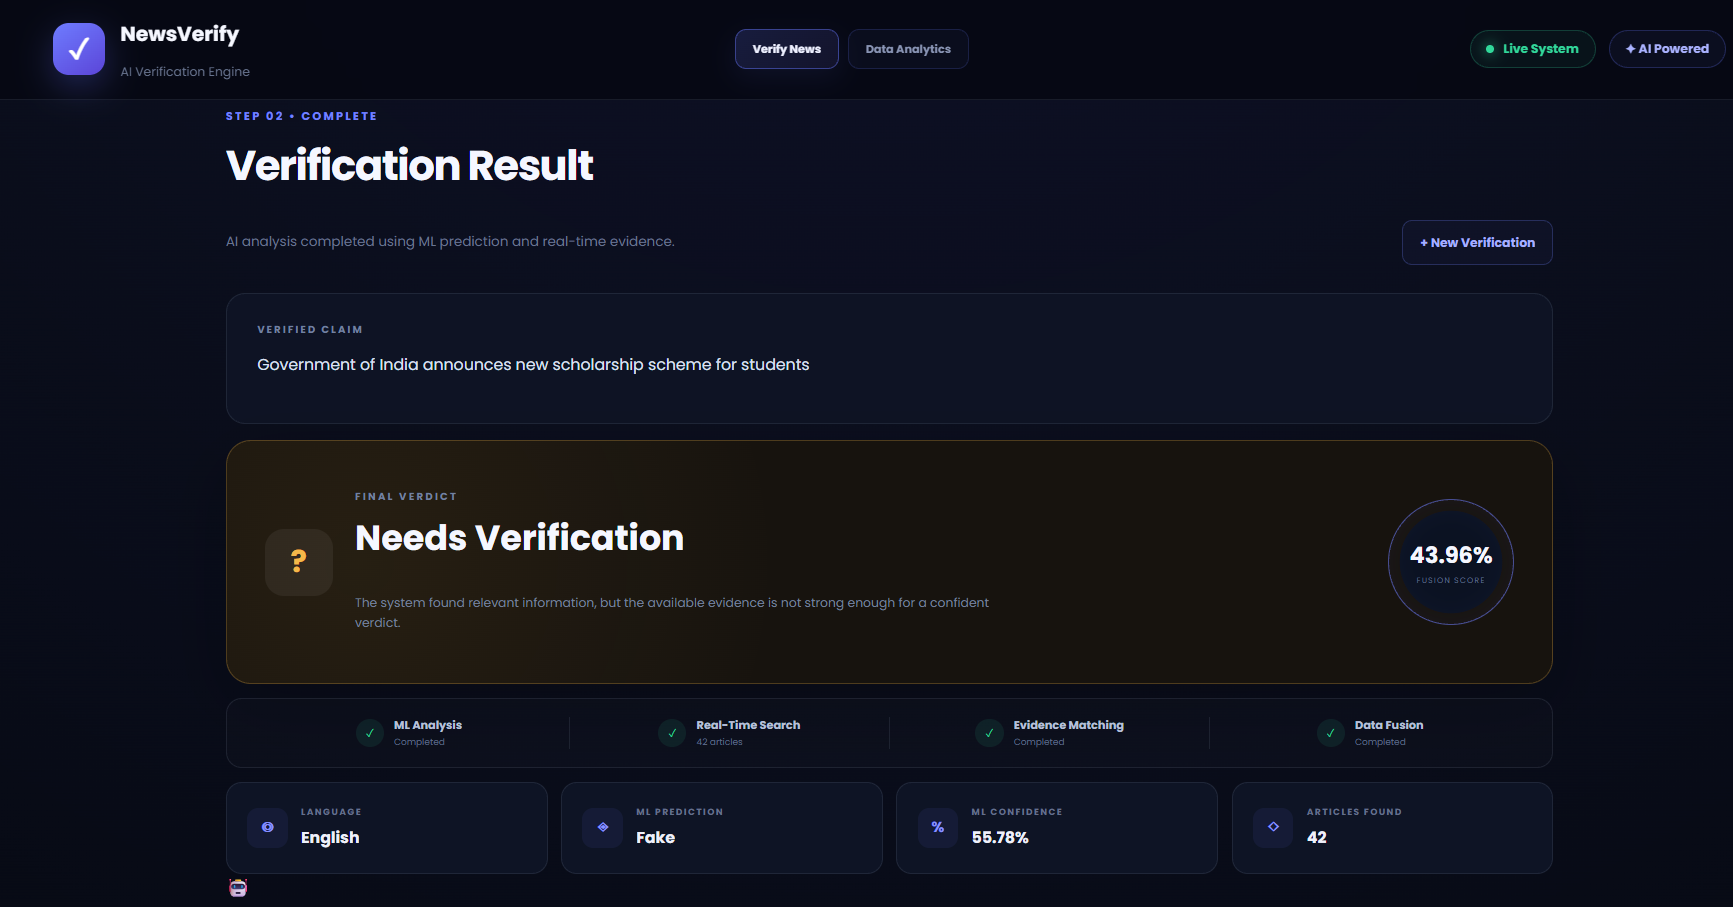 NewsVerify
AI Verification Engine
Verify News
Data Analytics
Live System
✦ AI Powered
STEP 02 • COMPLETE
Verification Result
AI analysis completed using ML prediction and real-time evidence.
+ New Verification
VERIFIED CLAIM
Government of India announces new scholarship scheme for students
FINAL VERDICT
?
Needs Verification
The system found relevant information, but the available evidence is not strong enough for a confident
verdict.
43.96%
FUSION SCORE
✓ ML Analysis
Completed
✓ Real-Time Search
42 articles
✓ Evidence Matching
Completed
✓ Data Fusion
Completed
LANGUAGE
English
ML PREDICTION
Fake
%
ML CONFIDENCE
55.78%
ARTICLES FOUND
42